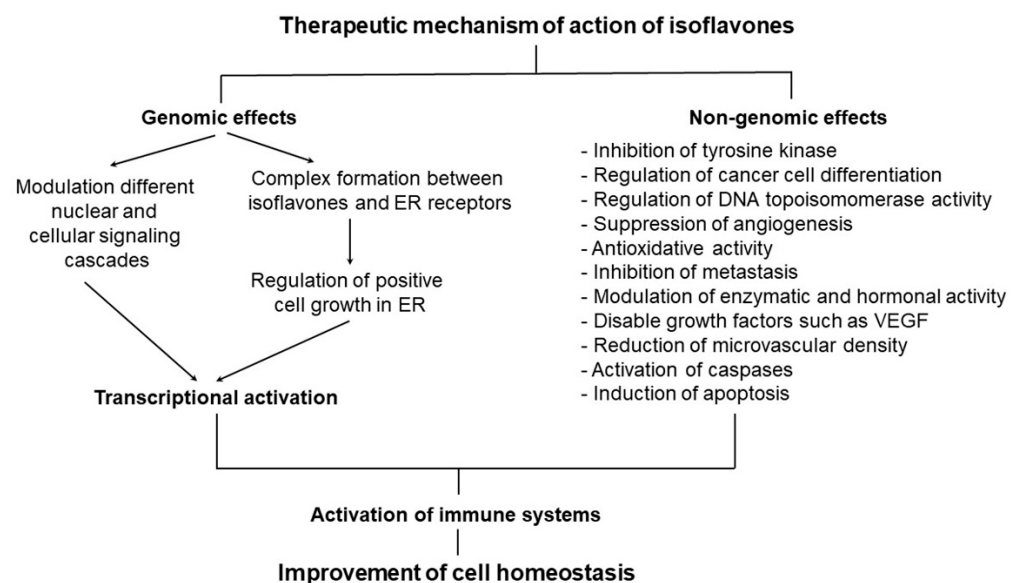 Therapeutic mechanism of action of isoflavones
Genomic effects
Modulation different
nuclear and
cellular signaling
cascades
Complex formation between
isoflavones and ER receptors
Regulation of positive
cell growth in ER
Transcriptional activation
Non-genomic effects
- Inhibition of tyrosine kinase
- Regulation of cancer cell differentiation
- Regulation of DNA topoisomomerase activity
- Suppression of angiogenesis
- Antioxidative activity
- Inhibition of metastasis
- Modulation of enzymatic and hormonal activity
- Disable growth factors such as VEGF
- Reduction of microvascular density
- Activation of caspases
- Induction of apoptosis
Activation of immune systems
Improvement of cell homeostasis